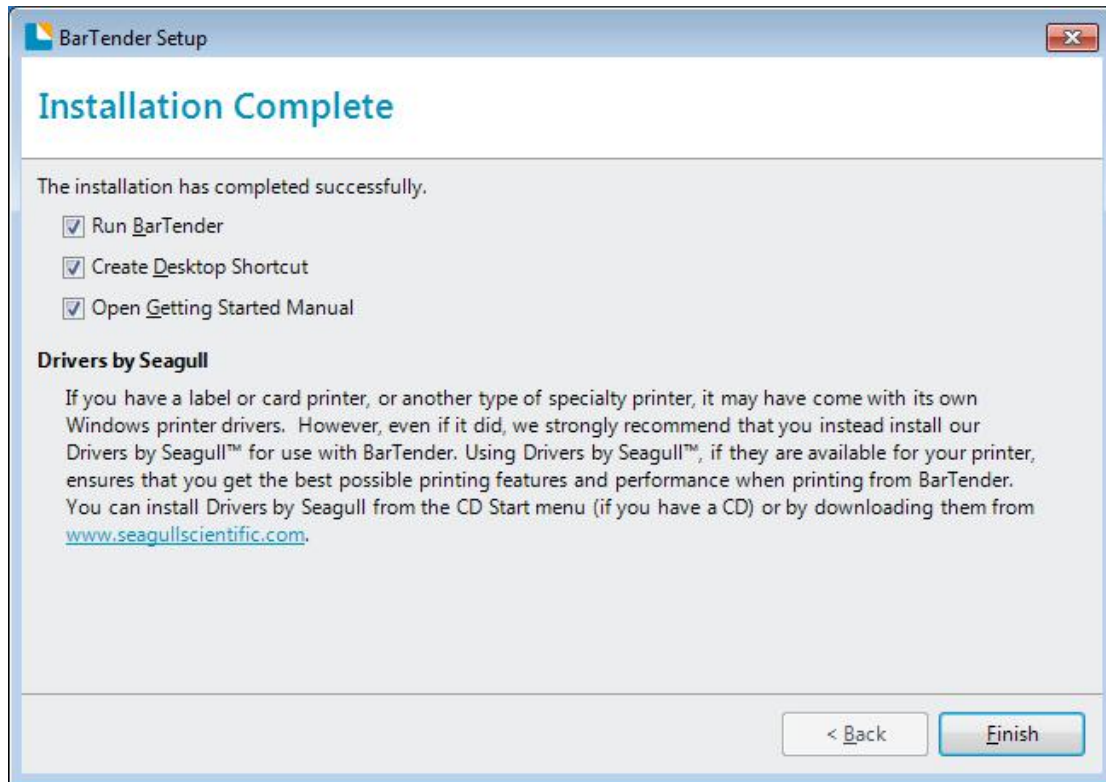 BarTender Setup
Installation Complete
The installation has completed successfully.
Run BarTender
Create Desktop Shortcut
Open Getting Started Manual
Drivers by Seagull
If you have a label or card printer, or another type of specialty printer, it may have come with its own
Windows printer drivers.  However, even if it did, we strongly recommend that you instead install our
Drivers by Seagull™ for use with BarTender. Using Drivers by Seagull™, if they are available for your printer,
ensures that you get the best possible printing features and performance when printing from BarTender.
You can install Drivers by Seagull from the CD Start menu (if you have a CD) or by downloading them from
www.seagullscientific.com.
< Back
Finish